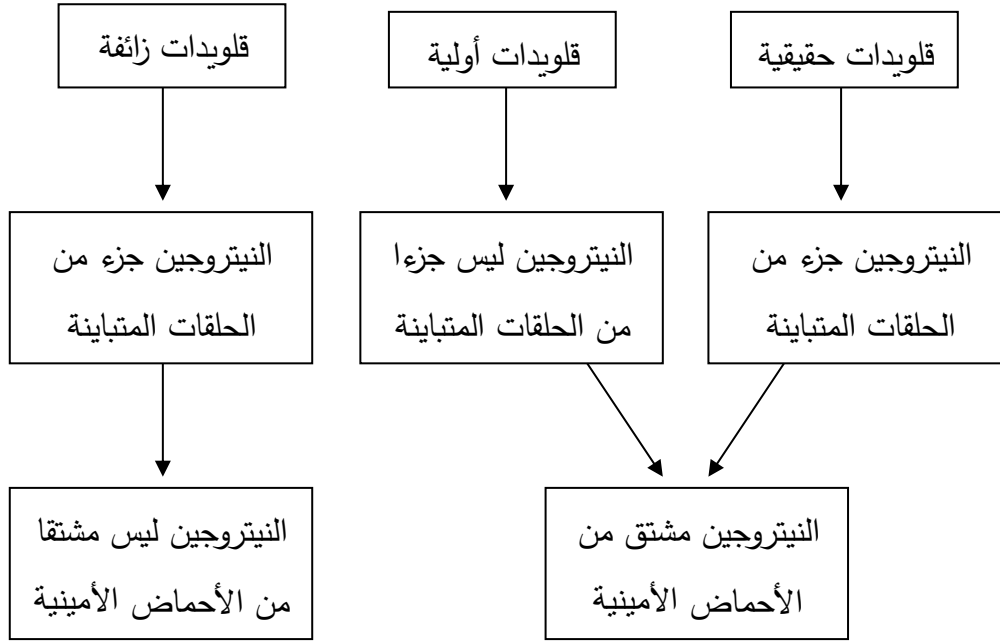 قلويدات حقيقية
قلويدات أولية
قلويدات زائفة
النيتروجين جزء من
الحلقات المتباينة
النيتروجين ليس جزءا
من الحلقات المتباينة
النيتروجين جزء من
الحلقات المتباينة
النيتروجين مشتق من
الأحماض الأمينية
النيتروجين ليس مشتقا
من الأحماض الأمينية